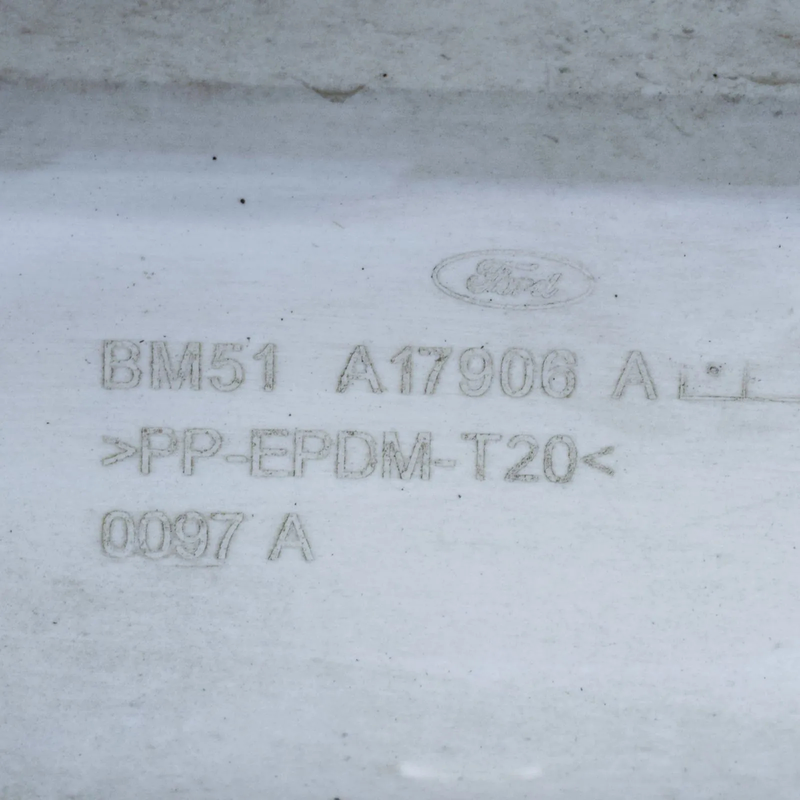 Ford
BM51 A17906 A
>PP-EPDM-T20<
0097 A